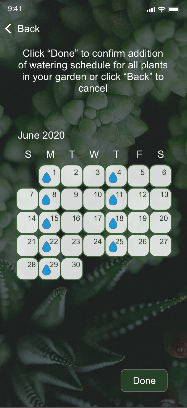 9:41
Back
Click "Done" to confirm addition
of watering schedule for all plants
in your garden or click "Back" to
cancel
June 2020
S M T W T F S
1 2 3 4 5 6
7 8 9 10 11 12 13
14 15 16 17 18 19 20
21 22 23 24 25 26 27
28 29 30
Done